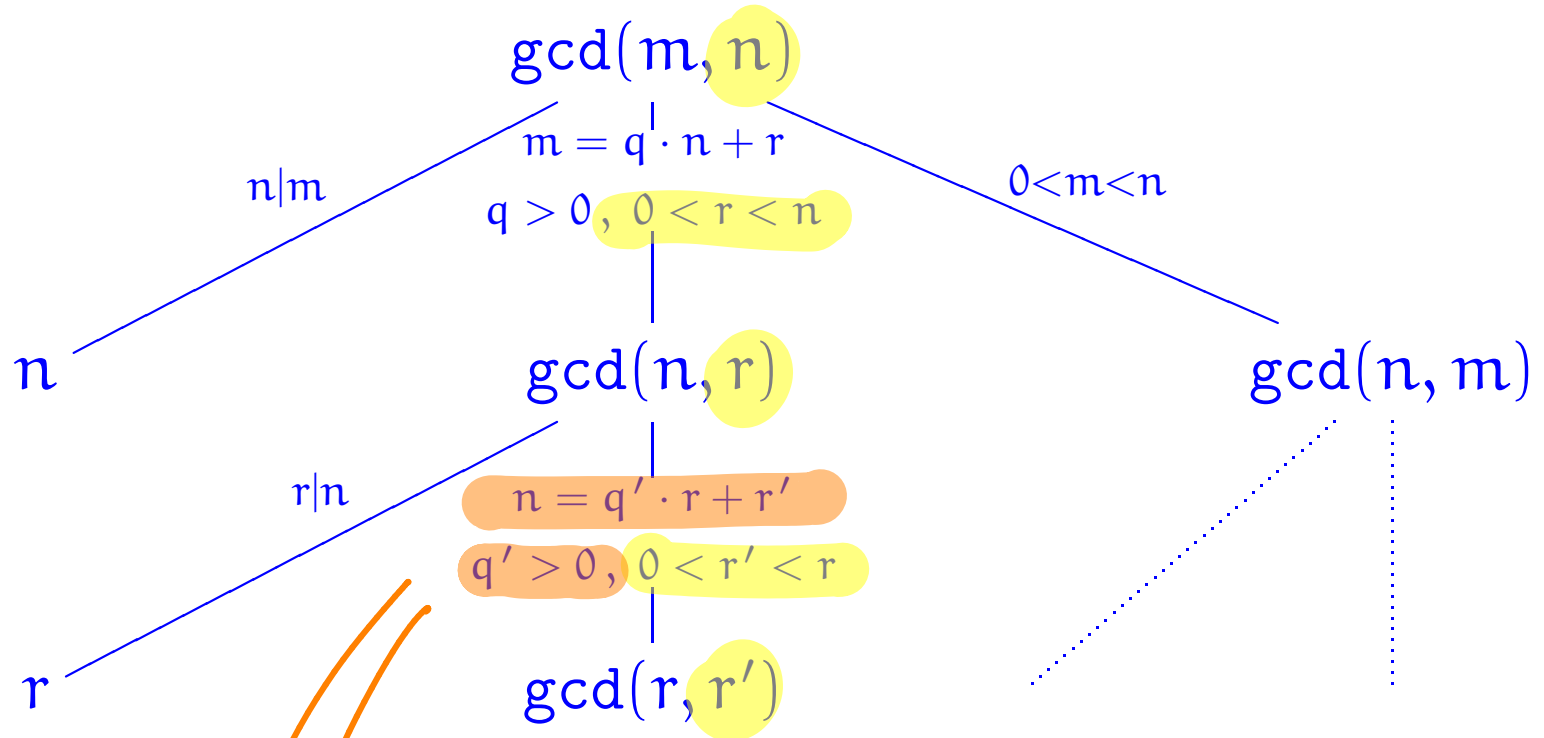 gcd(m, n)
m = q · n + r
n|m
0<m<n
q > 0 , 0 < r < n
n
gcd(n, r)
gcd(n, m)
r|n
n = q′ · r + r′
q′ > 0 , 0 < r′ < r
r
gcd(r, r′)